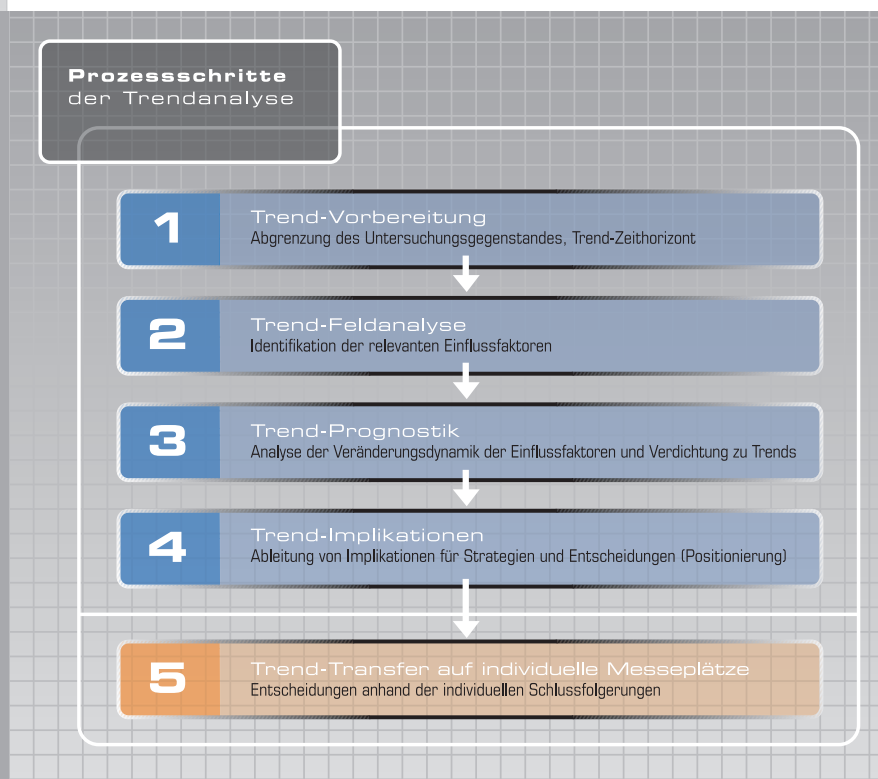 Prozessschritte
der Trendanalyse
1
Trend-Vorbereitung
Abgrenzung des Untersuchungsgegenstandes, Trend-Zeithorizont
2
Trend-Feldanalyse
Identifikation der relevanten Einflussfaktoren
3
Trend-Prognostik
Analyse der Veränderungsdynamik der Einflussfaktoren und Verdichtung zu Trends
4
Trend-Implikationen
Ableitung von Implikationen für Strategien und Entscheidungen (Positionierung)
5
Trend-Transfer auf individuelle Messeplätze
Entscheidungen anhand der individuellen Schlussfolgerungen